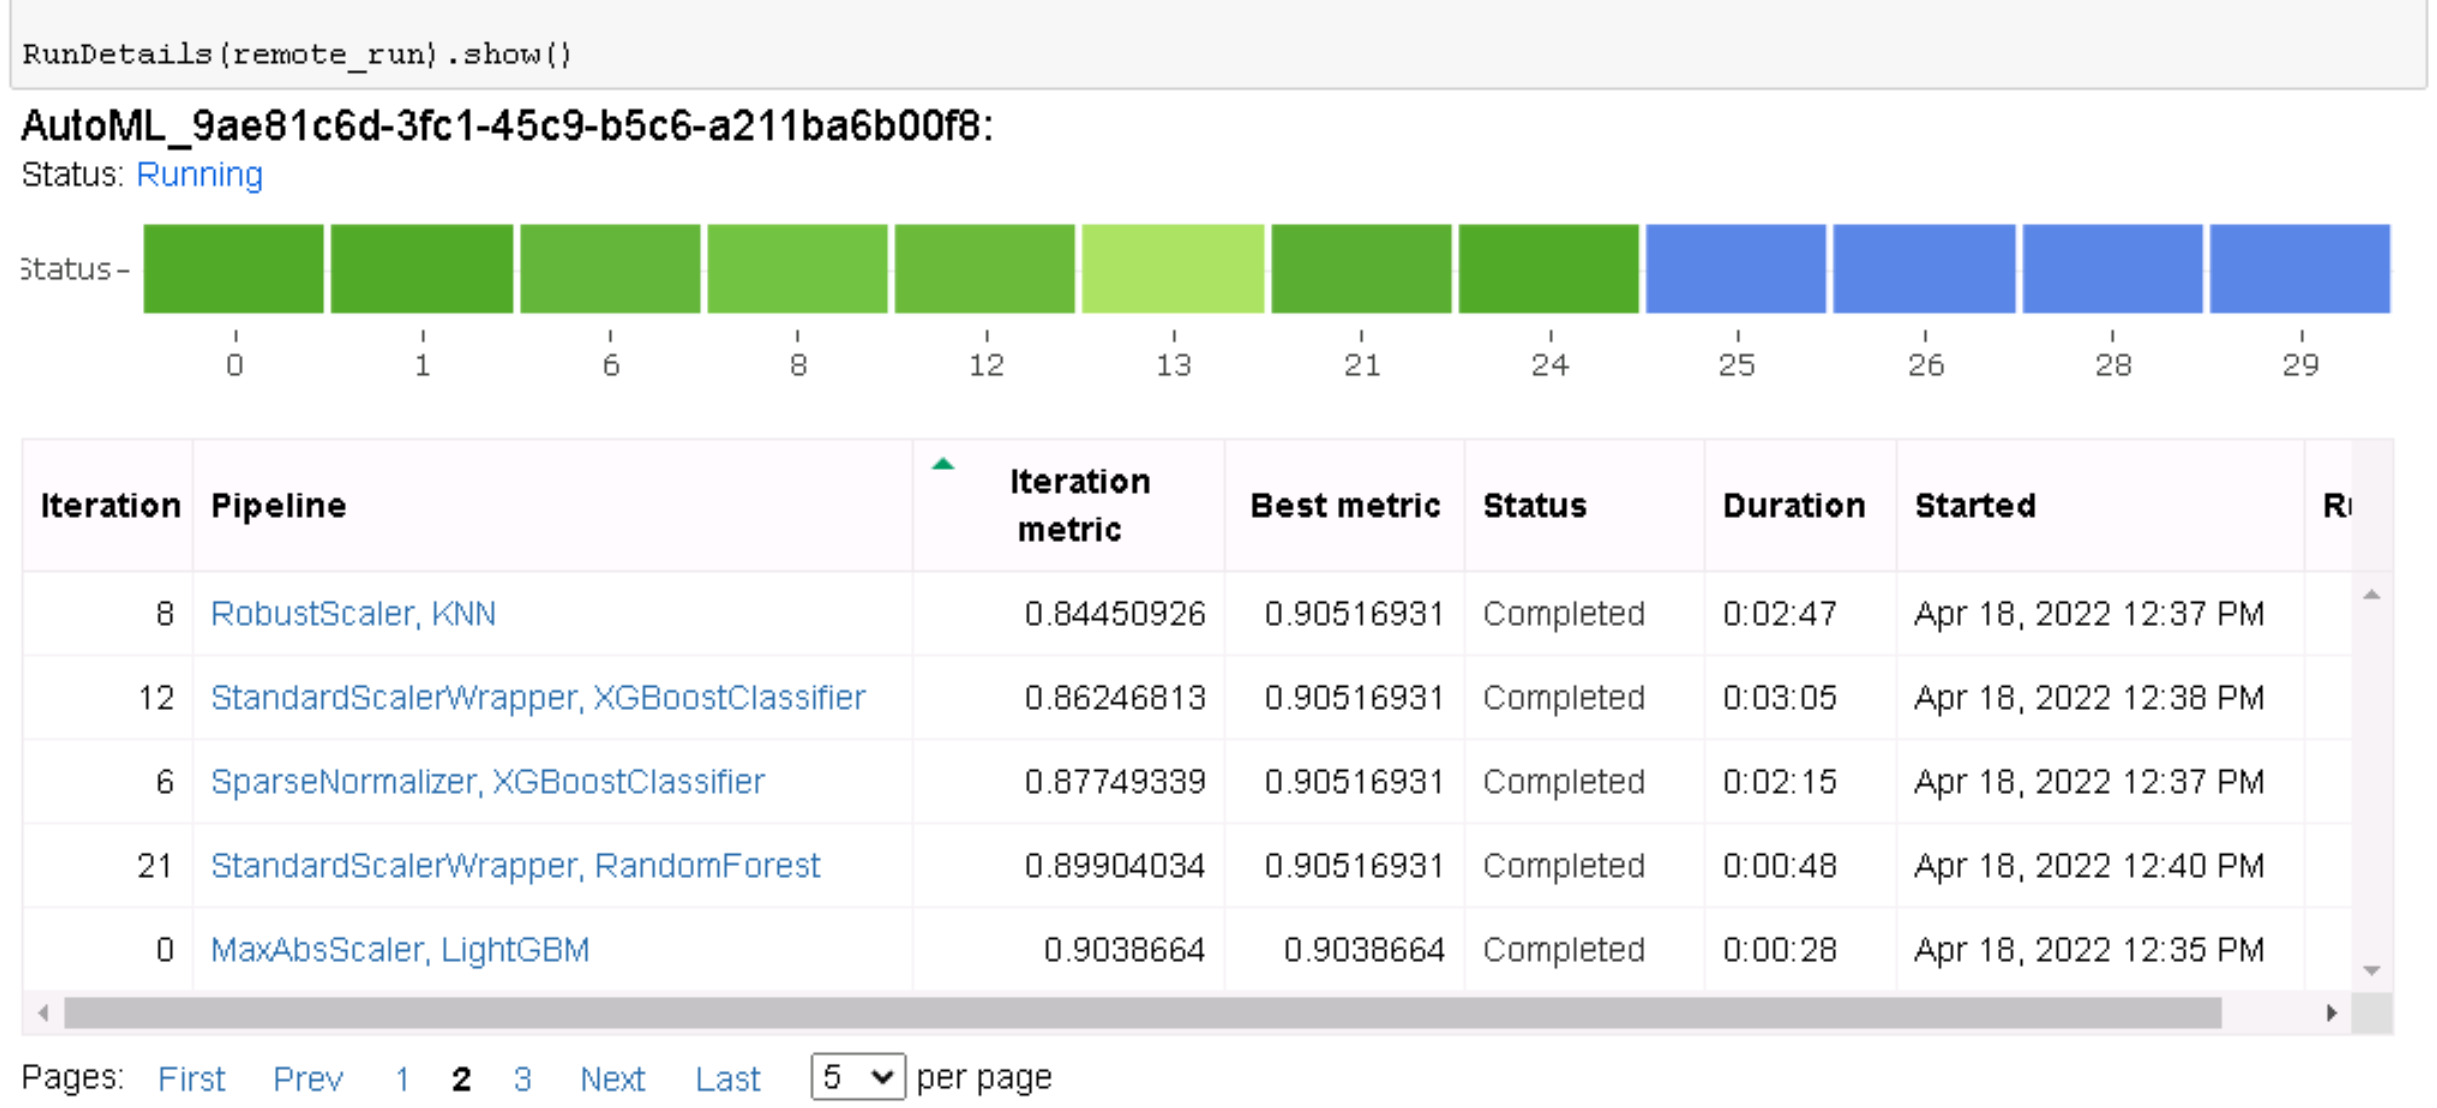 RunDetails(remote_run).show()
AutoML_9ae81c6d-3fc1-45c9-b5c6-a211ba6b00f8:
Status: Running
Status
0 1 6 8 12 13 21 24 25 26 28 29
Iteration Pipeline Iteration metric Best metric Status Duration Started
8 RobustScaler, KNN 0.84450926 0.90516931 Completed 0:02:47 Apr 18, 2022 12:37 PM
12 StandardScalerWrapper, XGBoostClassifier 0.86246813 0.90516931 Completed 0:03:05 Apr 18, 2022 12:38 PM
6 SparseNormalizer, XGBoostClassifier 0.87749339 0.90516931 Completed 0:02:15 Apr 18, 2022 12:37 PM
21 StandardScalerWrapper, RandomForest 0.89904034 0.90516931 Completed 0:00:48 Apr 18, 2022 12:40 PM
0 MaxAbsScaler, LightGBM 0.9038664 0.9038664 Completed 0:00:28 Apr 18, 2022 12:35 PM
Pages: First Prev 1 2 3 Next Last 5 per page